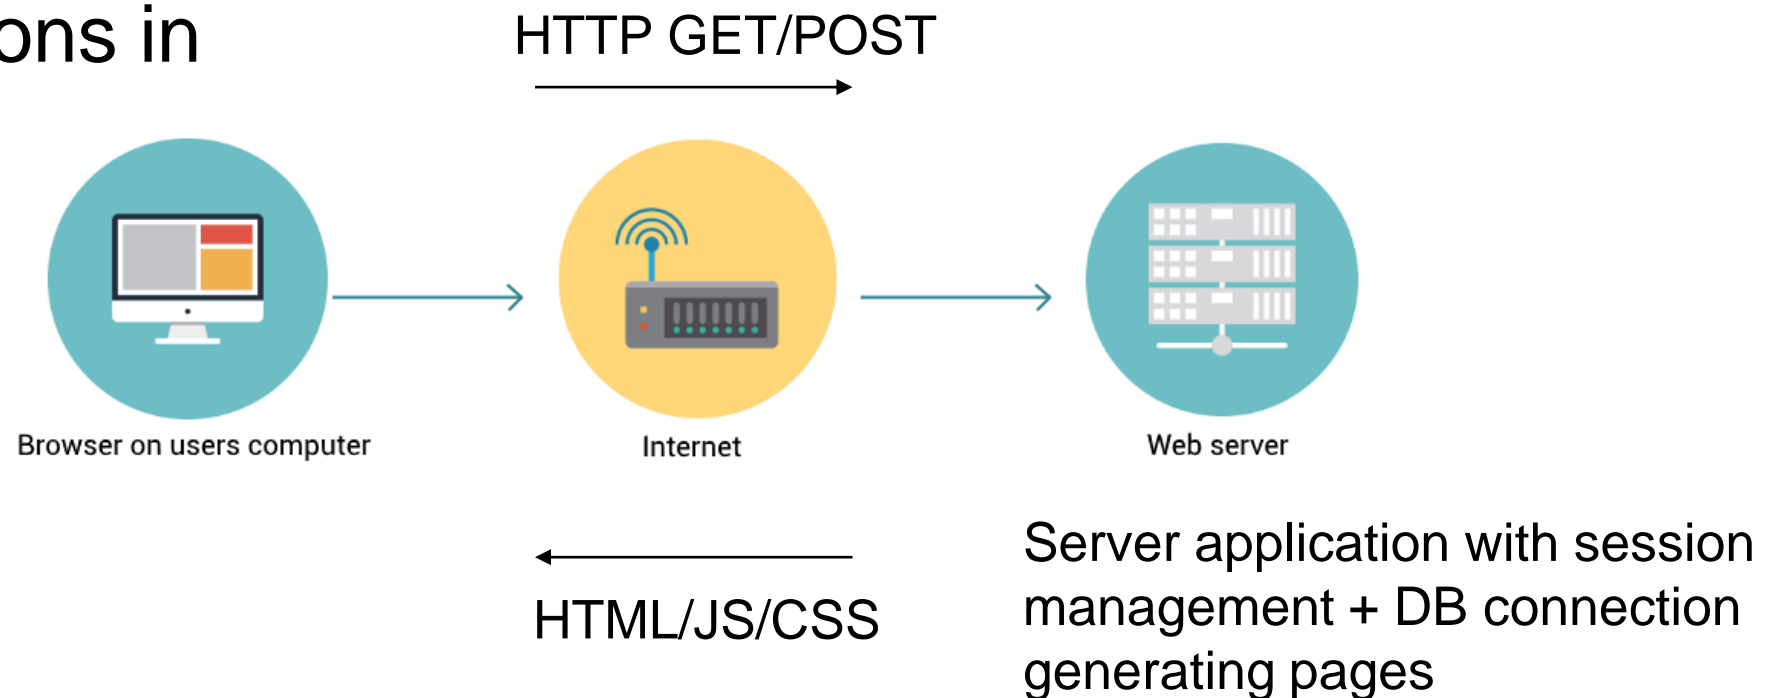 ons in
HTTP GET/POST
Browser on users computer
Internet
Web server
HTML/JS/CSS
Server application with session
management + DB connection
generating pages